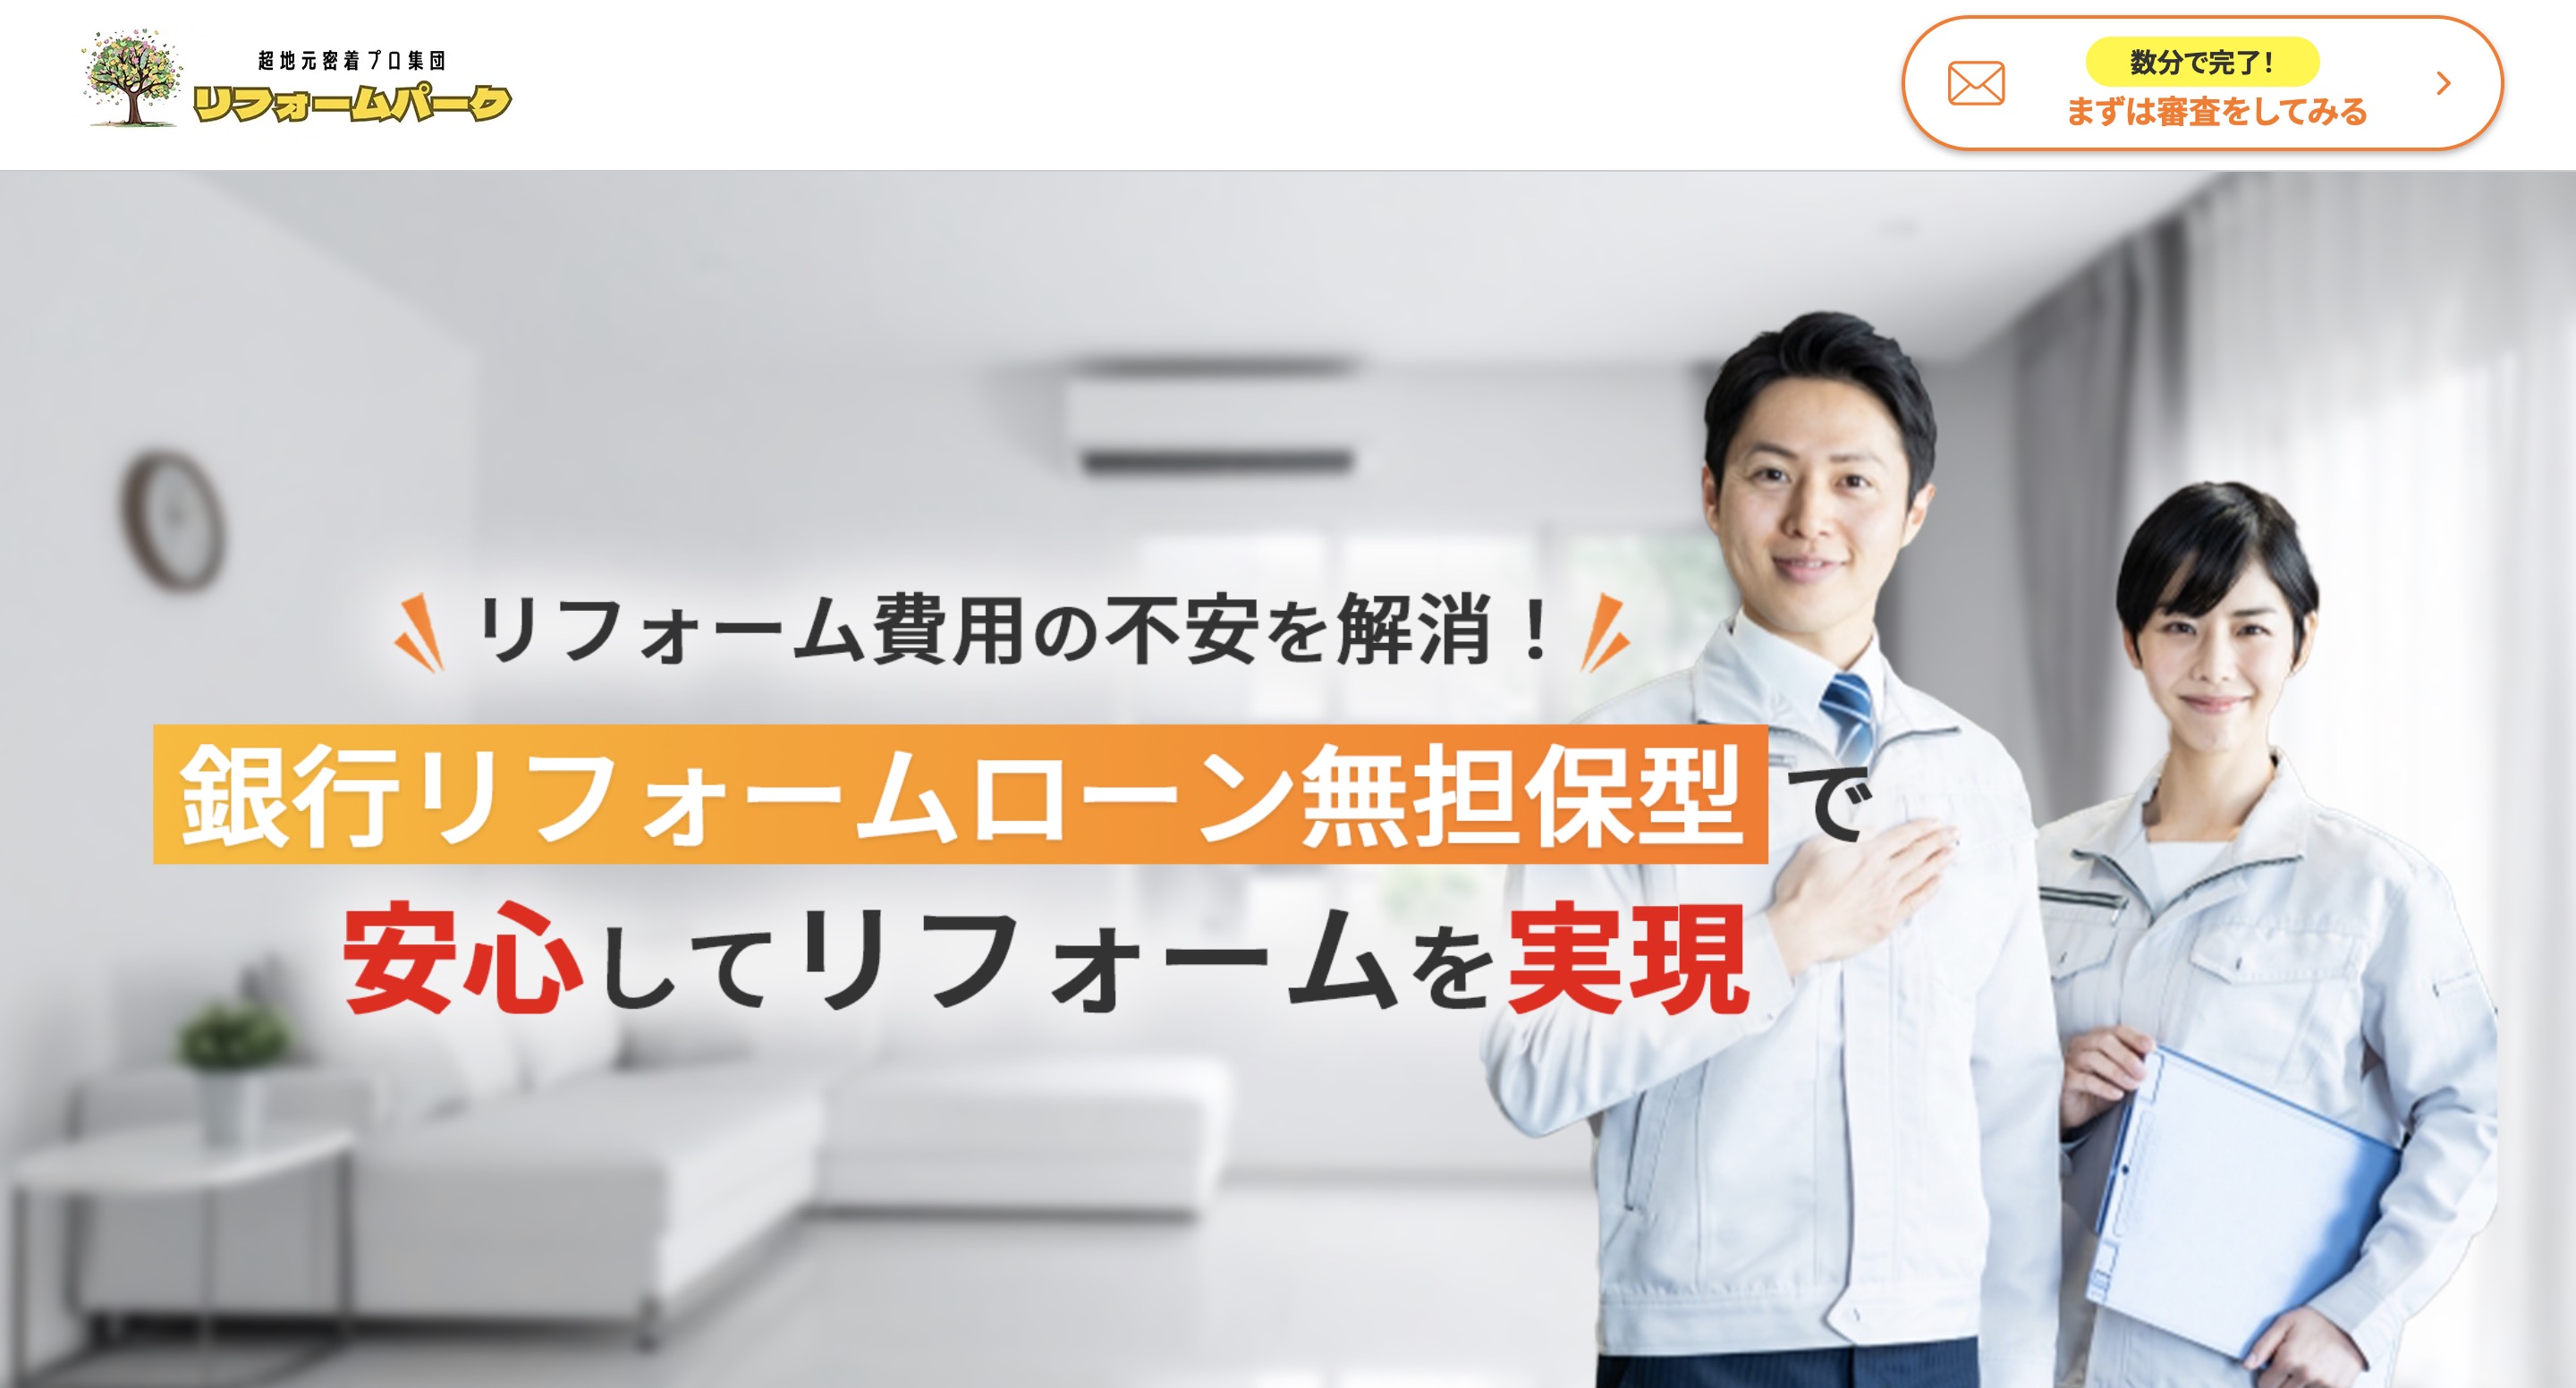 超地元密着プロ集団
リフォームパーク
数分で完了！
まずは審査をしてみる
リフォーム費用の不安を解消！
銀行リフォームローン無担保型で
安心してリフォームを実現